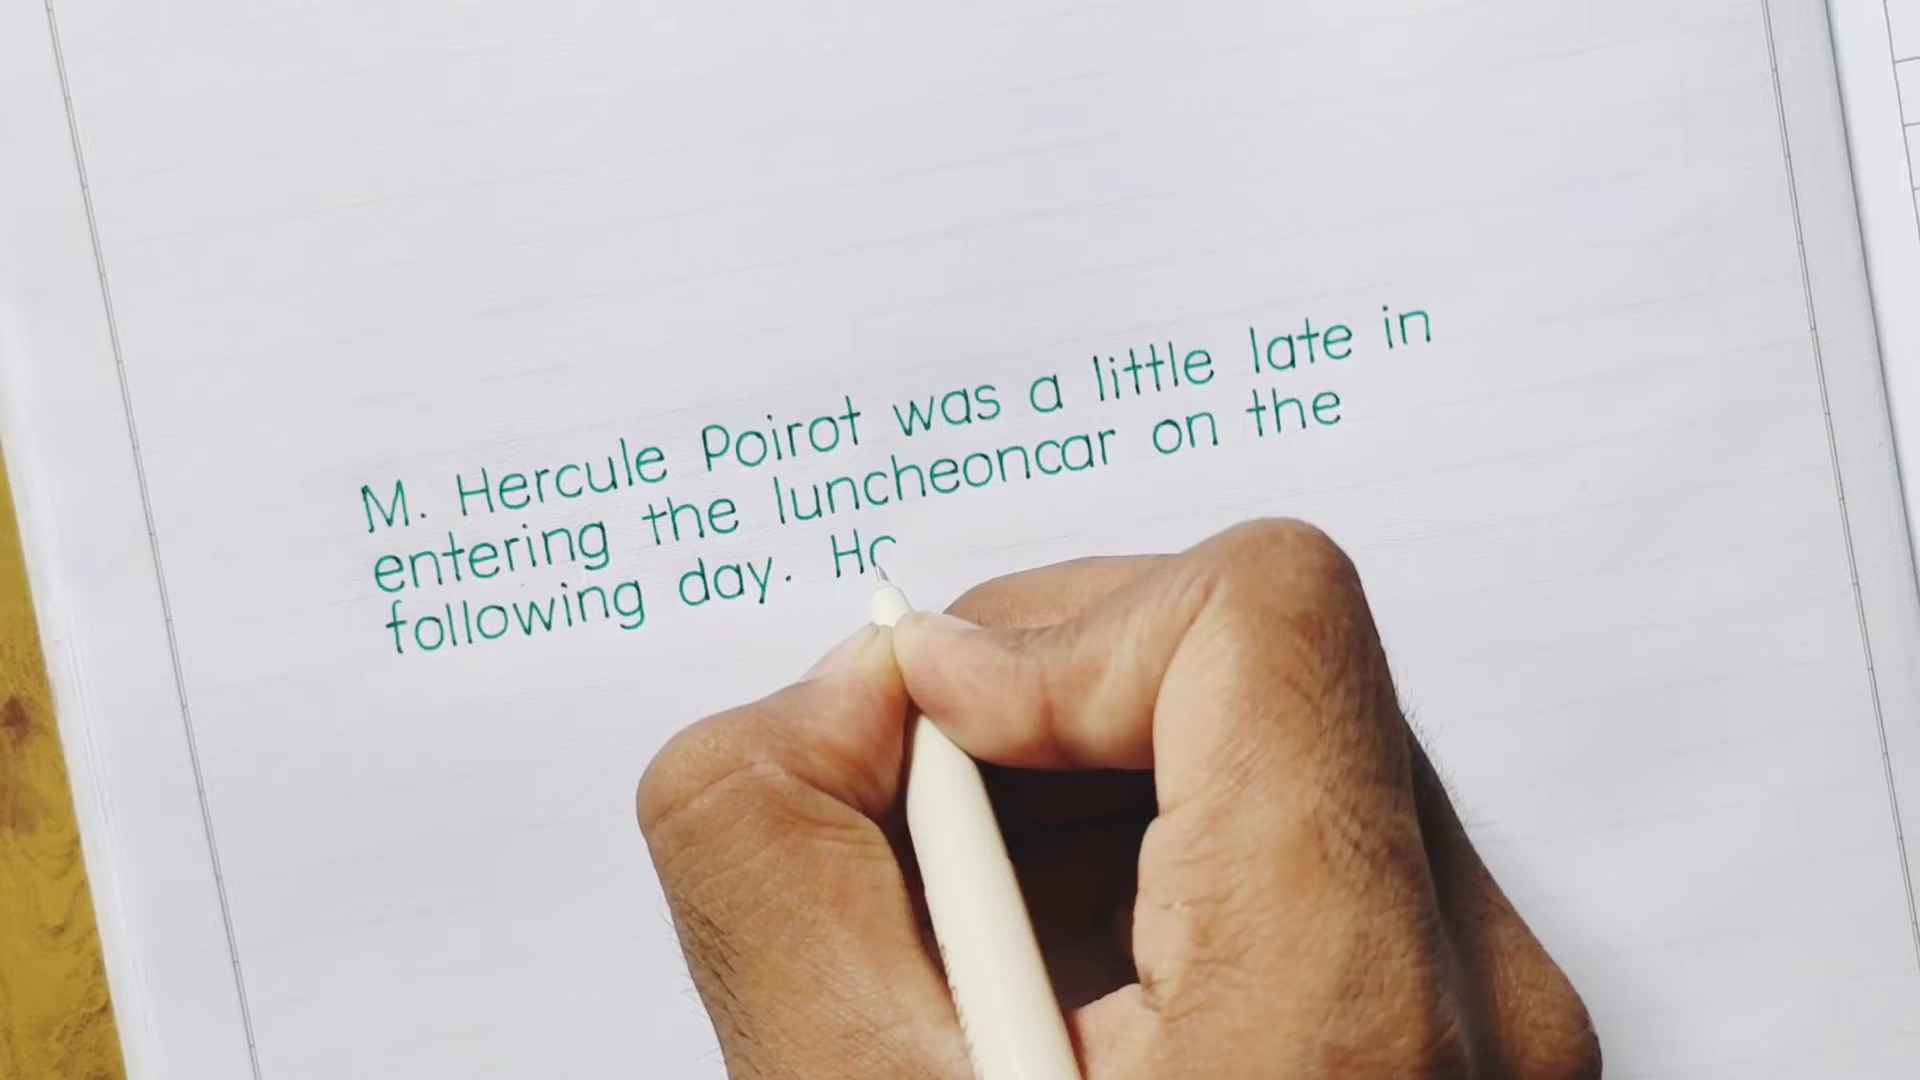 M. Hercule Poirot was a little late in
entering the luncheoncar on the
following day.